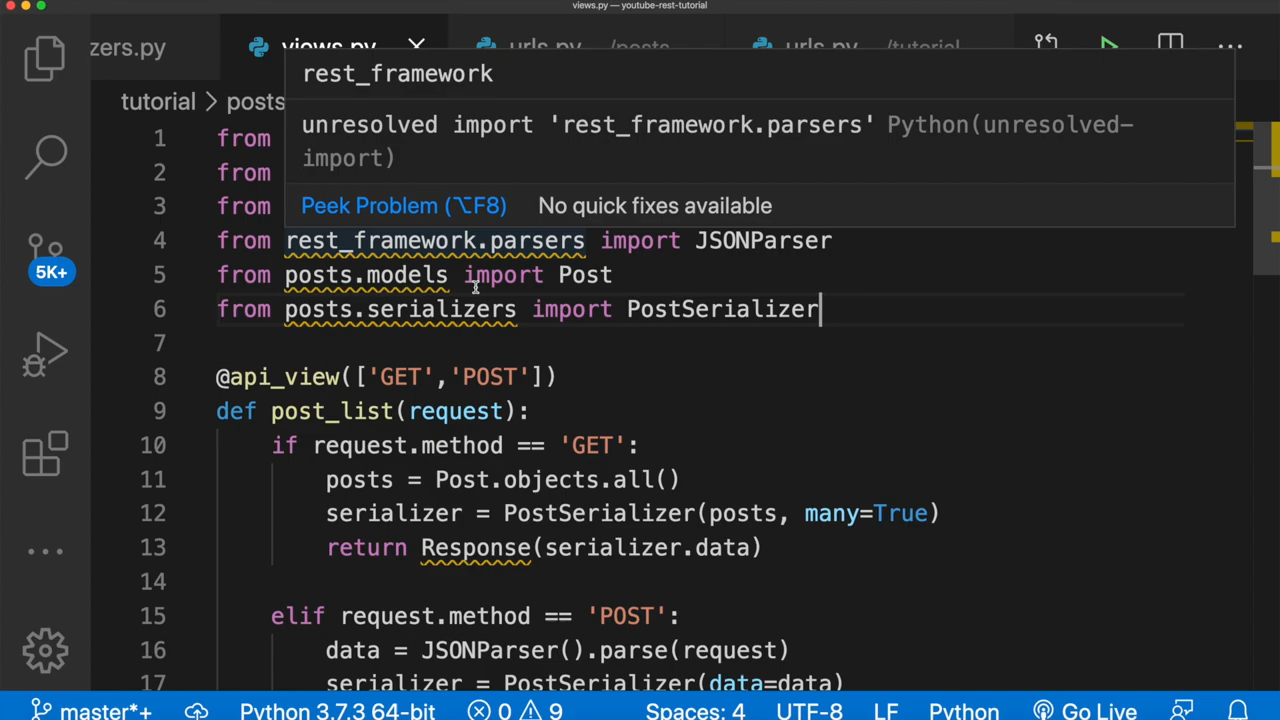 views.py — youtube-rest-tutorial
zers.py views.py urls.py /posts urls.py /tutorial
tutorial > posts
rest_framework
unresolved import 'rest_framework.parsers' Python(unresolved-
import)
Peek Problem (⌥F8) No quick fixes available
1 from
2 from
3 from
4 from rest_framework.parsers import JSONParser
5 from posts.models import Post
6 from posts.serializers import PostSerializer
7
8 @api_view(['GET','POST'])
9 def post_list(request):
10 if request.method == 'GET':
11 posts = Post.objects.all()
12 serializer = PostSerializer(posts, many=True)
13 return Response(serializer.data)
14
15 elif request.method == 'POST':
16 data = JSONParser().parse(request)
17 serializer = PostSerializer(data=data)
5K+
master*+ Python 3.7.3 64-bit 0 9 Spaces: 4 UTF-8 LF Python Go Live